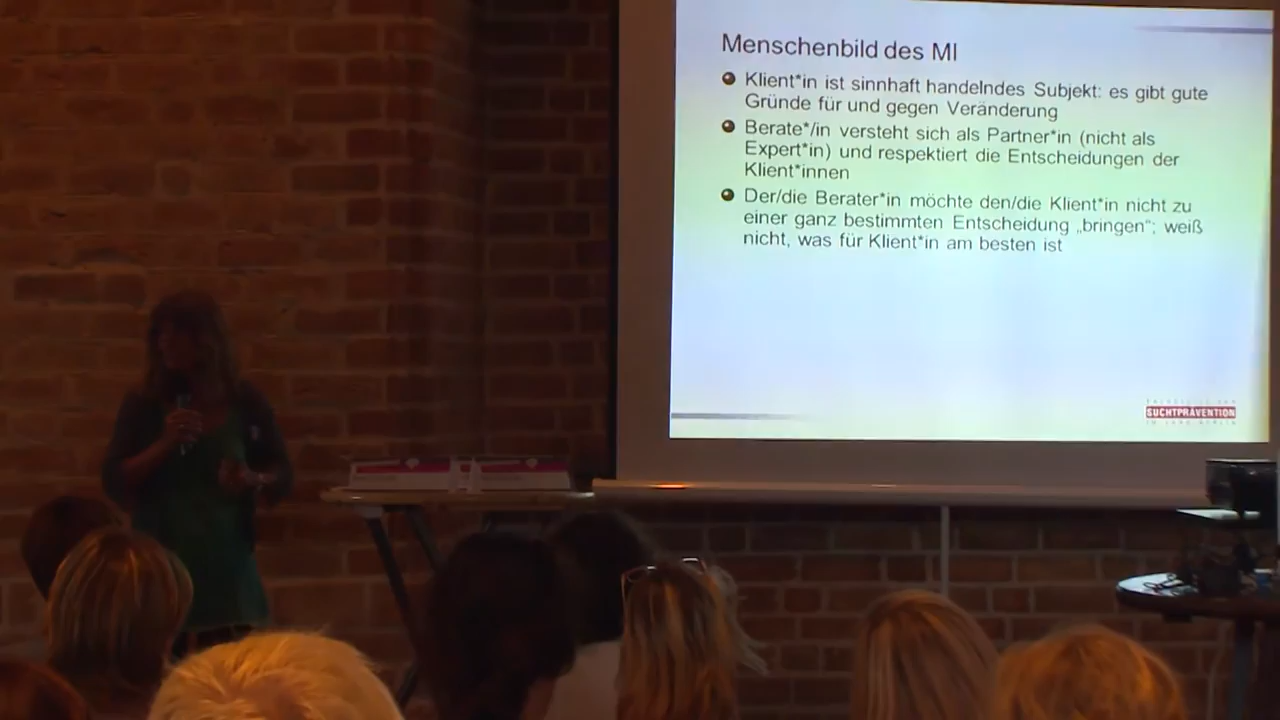 Menschenbild des MI
Klient*in ist sinnhaft handelndes Subjekt: es gibt gute
Gründe für und gegen Veränderung
Berate*/in versteht sich als Partner*in (nicht als
Expert*in) und respektiert die Entscheidungen der
Klient*innen
Der/die Berater*in möchte den/die Klient*in nicht zu
einer ganz bestimmten Entscheidung „bringen“; weiß
nicht, was für Klient*in am besten ist
SUCHTPRÄVENTION